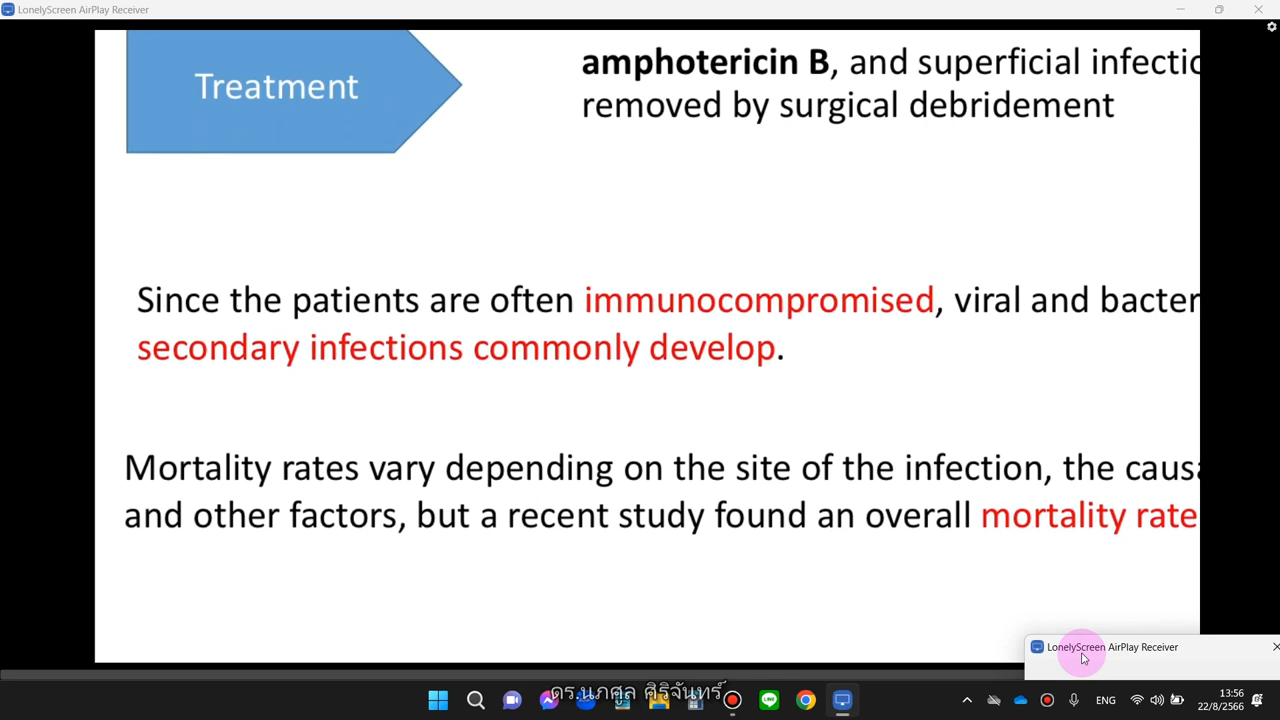 LonelyScreen AirPlay Receiver
Treatment
amphotericin B, and superficial infectio
removed by surgical debridement
Since the patients are often immunocompromised, viral and bacter
secondary infections commonly develop.
Mortality rates vary depending on the site of the infection, the causa
and other factors, but a recent study found an overall mortality rate
LonelyScreen AirPlay Receiver
ดร.นภศูล ศิริจันทร์
ENG
13:56
22/8/2566